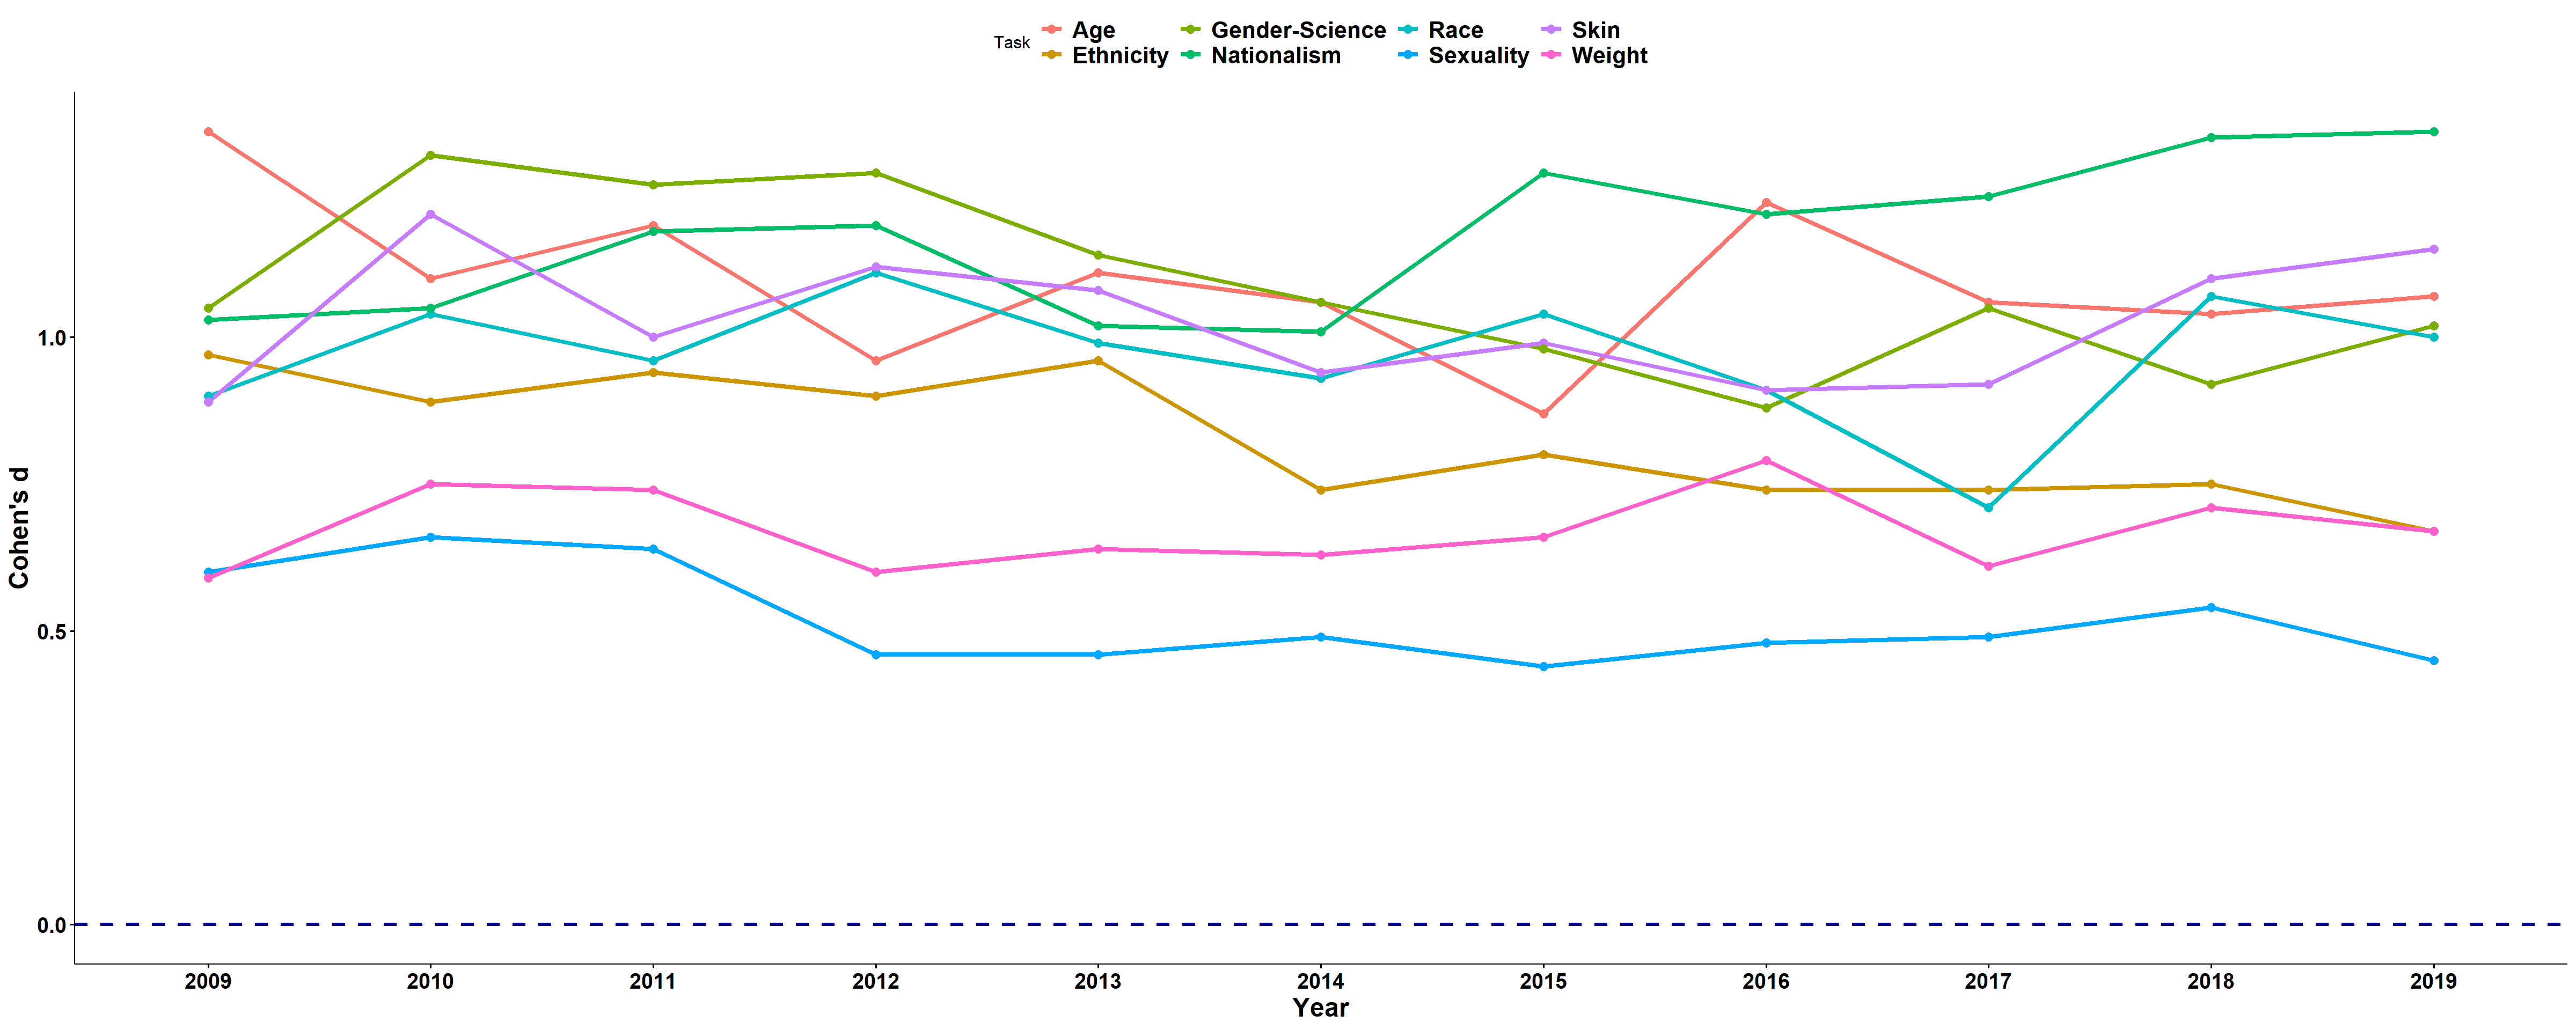 Task Age Gender-Science Race Skin
Ethnicity Nationalism Sexuality Weight
Cohen's d
1.0
0.5
0.0
2009 2010 2011 2012 2013 2014 2015 2016 2017 2018 2019
Year